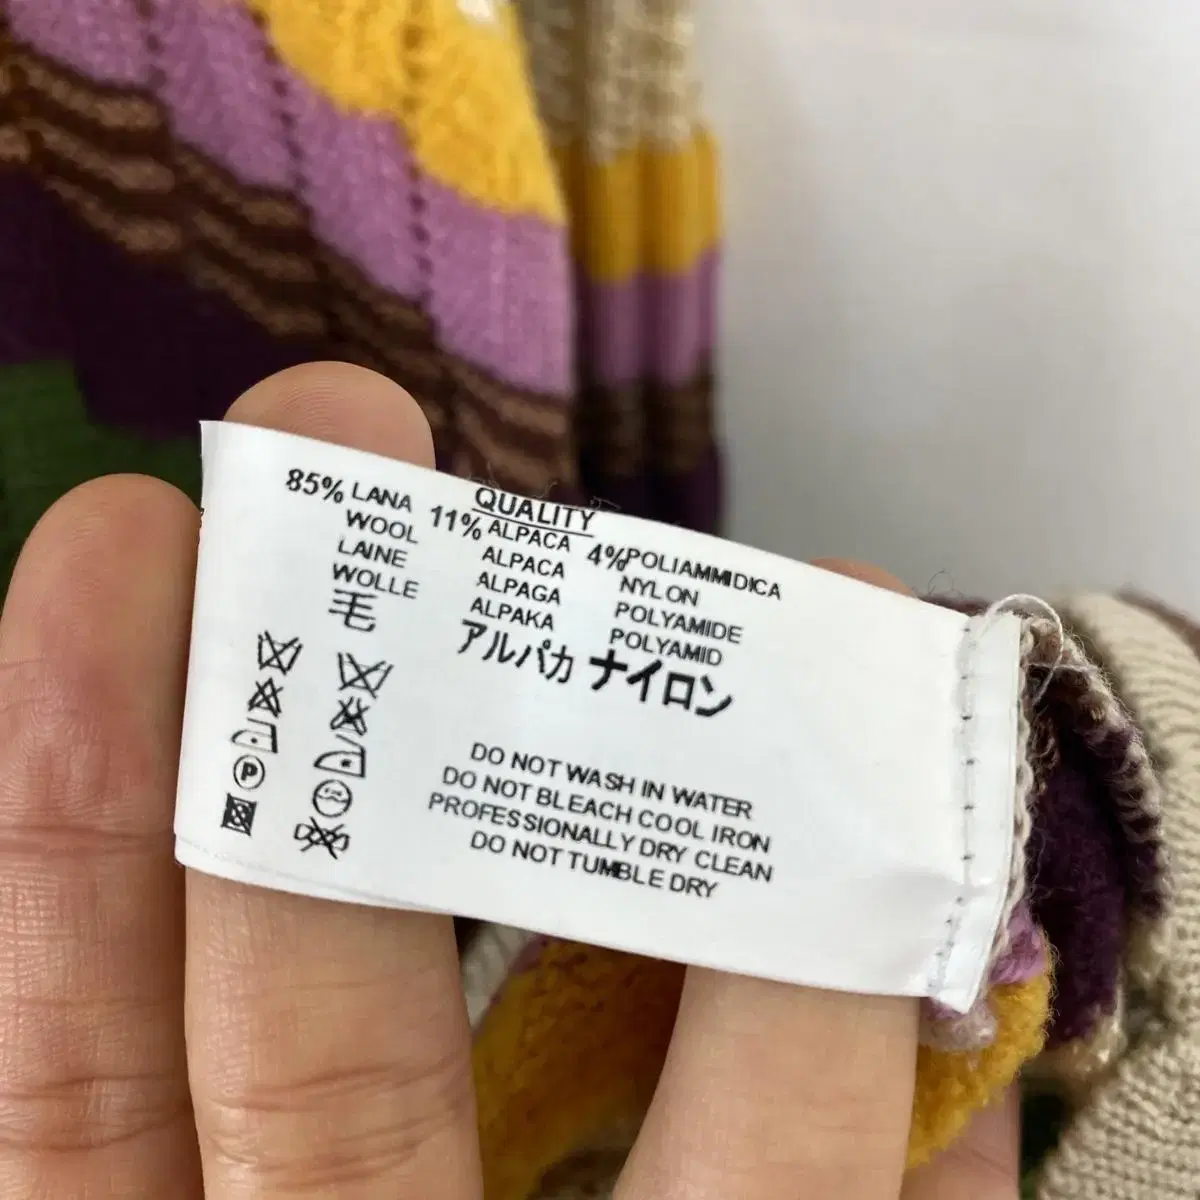 QUALITY
85% LANA
WOOL
LAINE
WOLLE
毛
11% ALPACA
ALPACA
ALPAGA
ALPAKA
アルパカ
4% POLIAMMIDICA
NYLON
POLYAMIDE
POLYAMID
ナイロン
P
DO NOT WASH IN WATER
DO NOT BLEACH COOL IRON
PROFESSIONALLY DRY CLEAN
DO NOT TUMBLE DRY